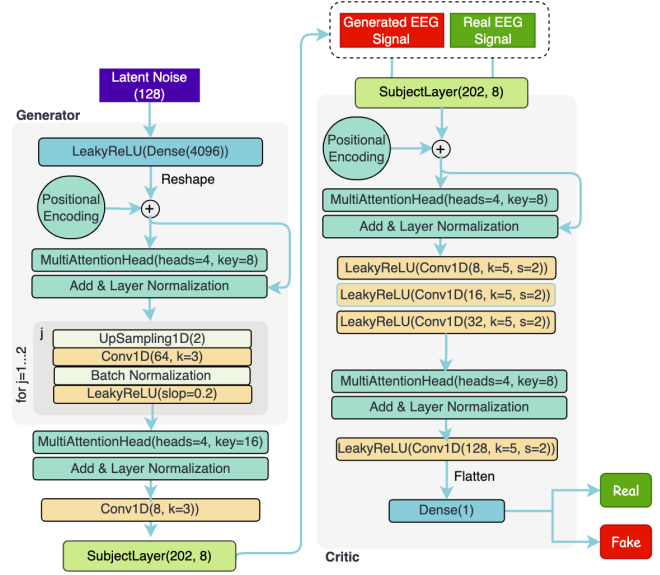 Latent Noise
(128)
Generator
LeakyReLU(Dense(4096))
Reshape
Positional
Encoding
+
MultiAttentionHead(heads=4, key=8)
Add & Layer Normalization
for j=1...2
j
UpSampling1D(2)
Conv1D(64, k=3)
Batch Normalization
LeakyReLU(slop=0.2)
MultiAttentionHead(heads=4, key=16)
Add & Layer Normalization
Conv1D(8, k=3))
SubjectLayer(202, 8)
Generated EEG
Signal
Real EEG
Signal
SubjectLayer(202, 8)
Positional
Encoding
+
MultiAttentionHead(heads=4, key=8)
Add & Layer Normalization
LeakyReLU(Conv1D(8, k=5, s=2))
LeakyReLU(Conv1D(16, k=5, s=2))
LeakyReLU(Conv1D(32, k=5, s=2))
MultiAttentionHead(heads=4, key=8)
Add & Layer Normalization
LeakyReLU(Conv1D(128, k=5, s=2))
Flatten
Dense(1)
Real
Fake
Critic